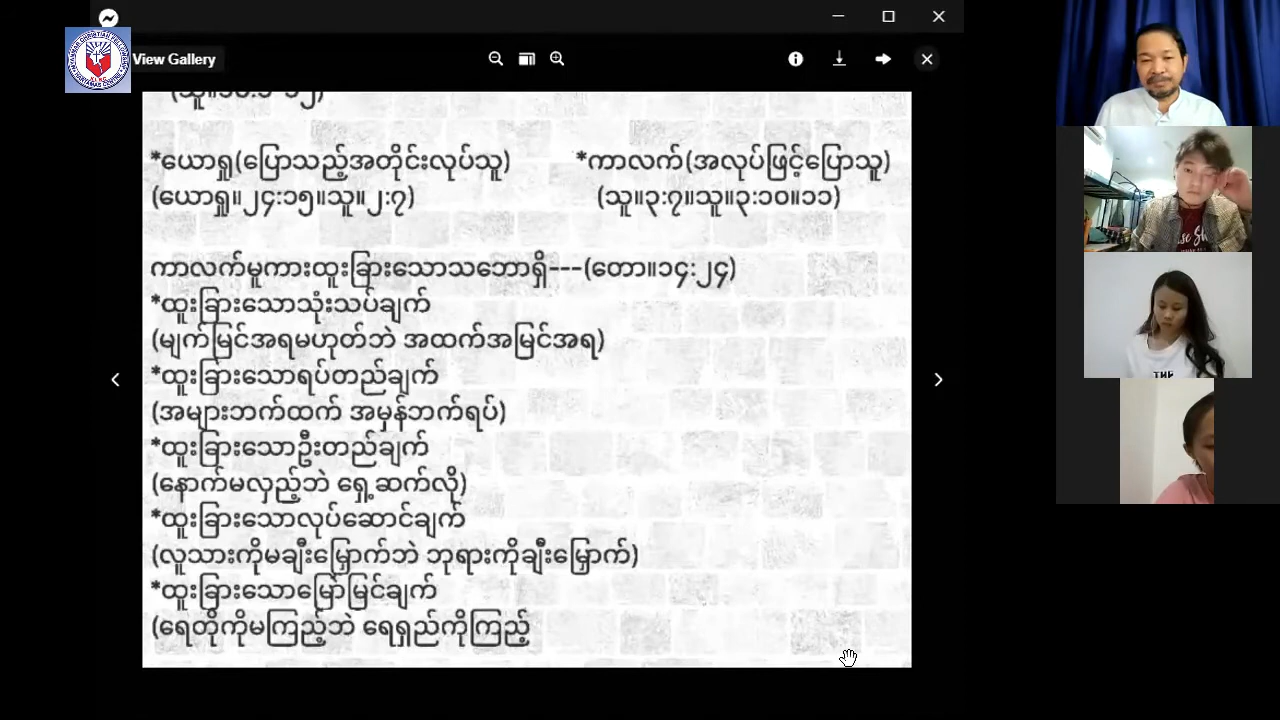 View Gallery
*ယောရှု(ပြောသည့်အတိုင်းလုပ်သူ) *ကာလက်(အလုပ်ဖြင့်ပြောသူ)
(ယောရှု။၂၄:၁၅။သူ။၂:၇) (သူ။၃:၇။သူ။၃:၁၀။၁၁)
ကာလက်မူကားထူးခြားသောသဘောရှိ---(တော။၁၄:၂၄)
*ထူးခြားသောသုံးသပ်ချက်
(မျက်မြင်အရမဟုတ်ဘဲ အထက်အမြင်အရ)
*ထူးခြားသောရပ်တည်ချက်
(အများဘက်ထက် အမှန်ဘက်ရပ်)
*ထူးခြားသောဦးတည်ချက်
(နောက်မလှည့်ဘဲ ရှေ့ဆက်လို)
*ထူးခြားသောလုပ်ဆောင်ချက်
(လူသားကိုမချီးမြှောက်ဘဲ ဘုရားကိုချီးမြှောက်)
*ထူးခြားသောမြော်မြင်ချက်
(ရေတိုကိုမကြည့်ဘဲ ရေရှည်ကိုကြည့်